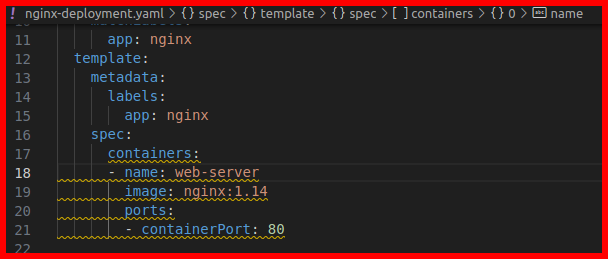 ! nginx-deployment.yaml > {} spec > {} template > {} spec > [ ] containers > {} 0 > abc name
11 app: nginx
12 template:
13 metadata:
14 labels:
15 app: nginx
16 spec:
17 containers:
18 - name: web-server
19 image: nginx:1.14
20 ports:
21 - containerPort: 80
22